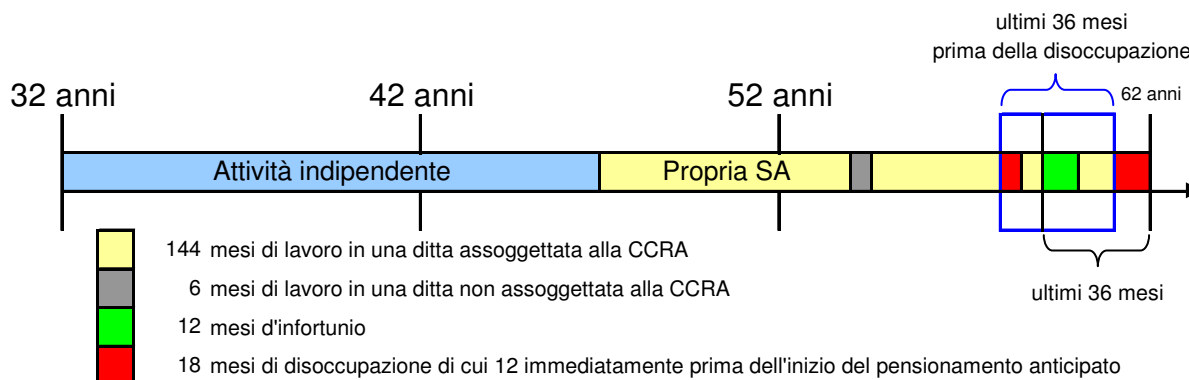 ultimi 36 mesi
prima della disoccupazione
32 anni
42 anni
52 anni
62 anni
Attività indipendente
Propria SA
144 mesi di lavoro in una ditta assoggettata alla CCRA
6 mesi di lavoro in una ditta non assoggettata alla CCRA
ultimi 36 mesi
12 mesi d'infortunio
18 mesi di disoccupazione di cui 12 immediatamente prima dell'inizio del pensionamento anticipato